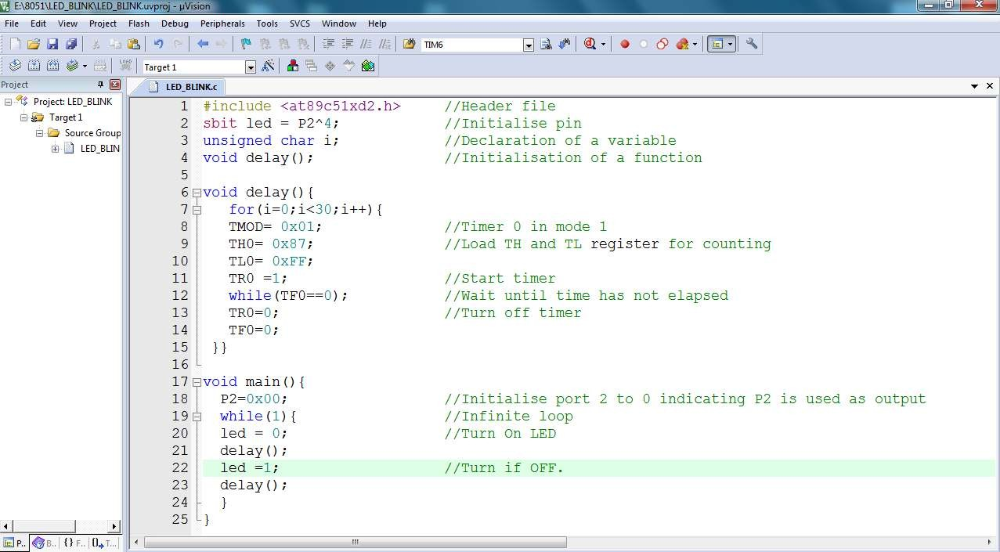 E:\8051\LED_BLINK\LED_BLINK.uvproj - µVision
File Edit View Project Flash Debug Peripherals Tools SVCS Window Help
TIM6
LOAD Target 1
Project
LED_BLINK.c
Project: LED_BLINK
Target 1
Source Group
LED_BLIN
1 #include <at89c51xd2.h> //Header file
2 sbit led = P2^4; //Initialise pin
3 unsigned char i; //Declaration of a variable
4 void delay(); //Initialisation of a function
5
6 void delay(){
7 for(i=0;i<30;i++){
8 TMOD= 0x01; //Timer 0 in mode 1
9 TH0= 0x87; //Load TH and TL register for counting
10 TL0= 0xFF;
11 TR0 =1; //Start timer
12 while(TF0==0); //Wait until time has not elapsed
13 TR0=0; //Turn off timer
14 TF0=0;
15 }}
16
17 void main(){
18 P2=0x00; //Initialise port 2 to 0 indicating P2 is used as output
19 while(1){ //Infinite loop
20 led = 0; //Turn On LED
21 delay();
22 led =1; //Turn if OFF.
23 delay();
24 }
25 }
P.. B.. {} F.. 0 T...